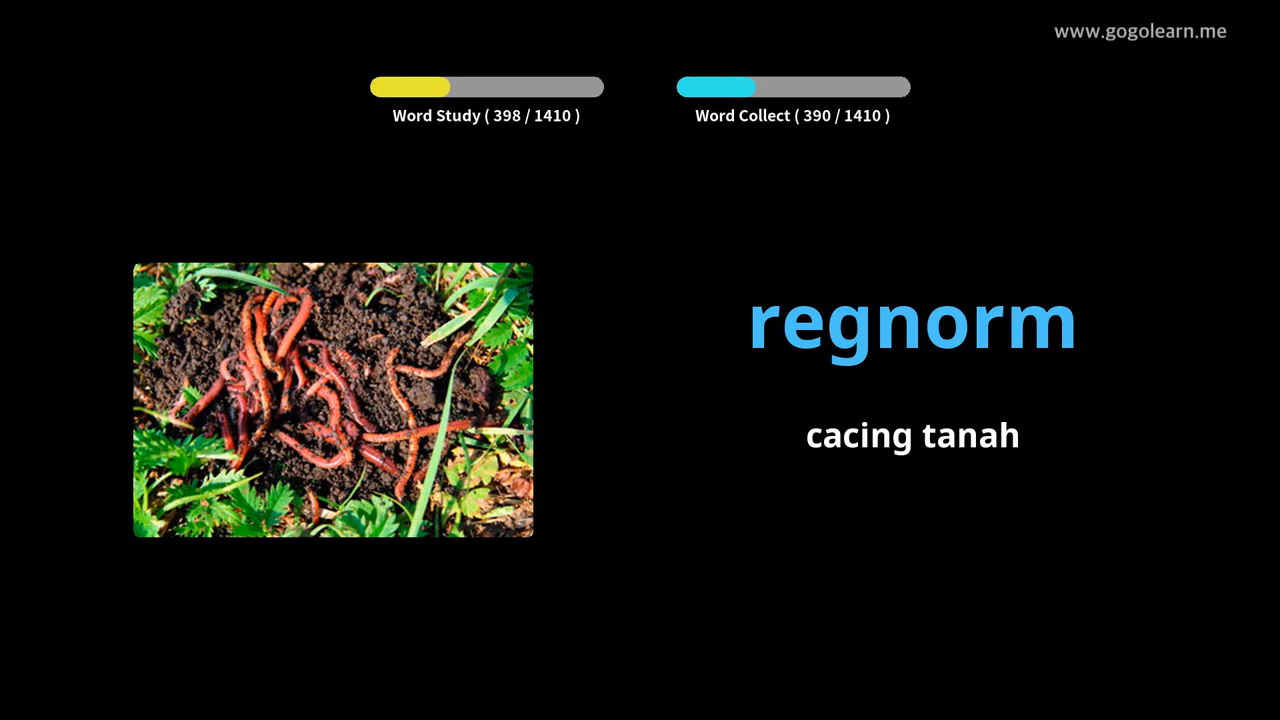 www.gogolearn.me
Word Study ( 398 / 1410 )
Word Collect ( 390 / 1410 )
regnorm
cacing tanah